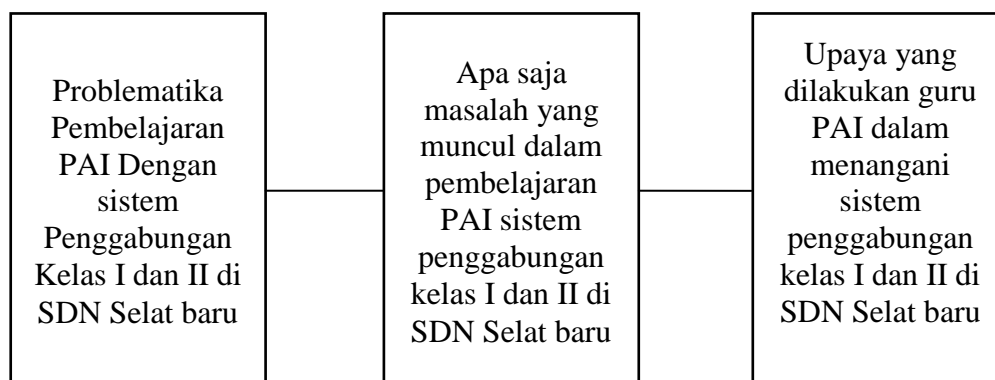 Problematika
Pembelajaran
PAI Dengan
sistem
Penggabungan
Kelas I dan II di
SDN Selat baru
Apa saja
masalah yang
muncul dalam
pembelajaran
PAI sistem
penggabungan
kelas I dan II di
SDN Selat baru
Upaya yang
dilakukan guru
PAI dalam
menangani
sistem
penggabungan
kelas I dan II di
SDN Selat baru